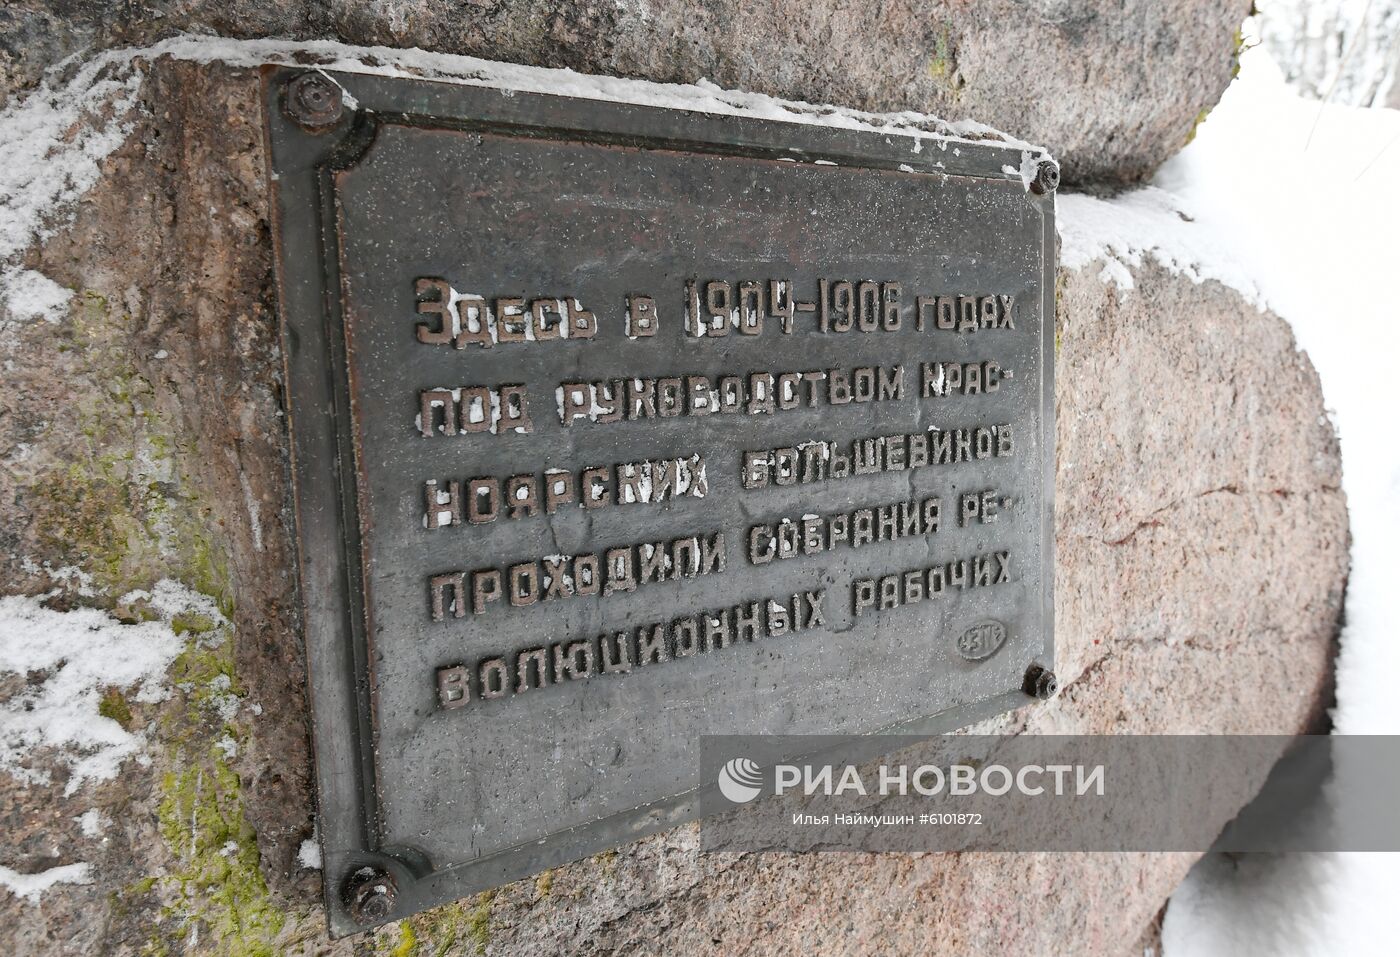 Здесь в 1904-1906 годах
под руководством крас-
ноярских большевиков
проходили собрания ре-
волюционных рабочих
РИА НОВОСТИ
Илья Наймушин #6101872